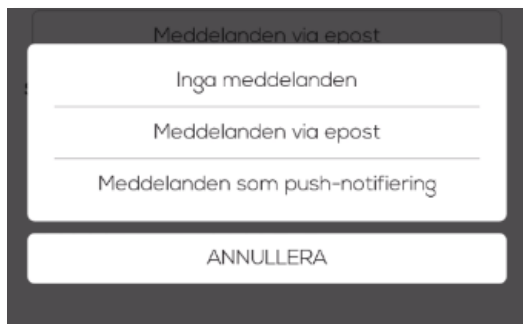 Meddelanden via epost
Inga meddelanden
Meddelanden via epost
Meddelanden som push-notifiering
ANNULLERA